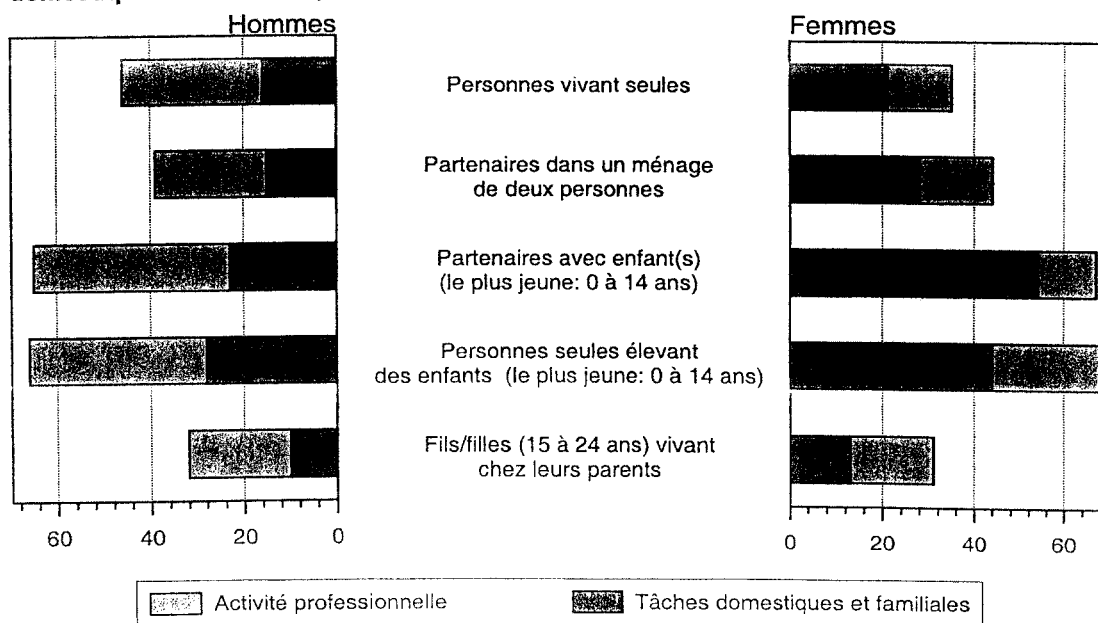 Hommes
Femmes
Personnes vivant seules
Partenaires dans un ménage
de deux personnes
Partenaires avec enfant(s)
(le plus jeune: 0 à 14 ans)
Personnes seules élevant
des enfants (le plus jeune: 0 à 14 ans)
Fils/filles (15 à 24 ans) vivant
chez leurs parents
60 40 20 0
0 20 40 60
Activité professionnelle
Tâches domestiques et familiales